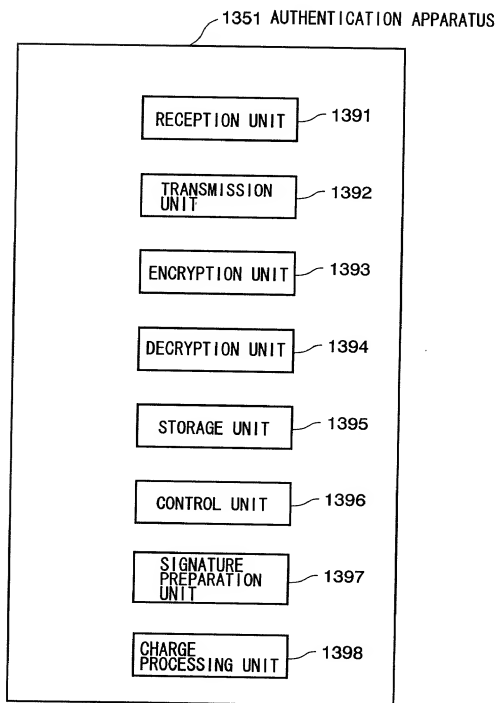 1351 AUTHENTICATION APPARATUS
RECEPTION UNIT
1391
TRANSMISSION
UNIT
1392
ENCRYPTION UNIT
1393
DECRYPTION UNIT
1394
STORAGE UNIT
1395
CONTROL UNIT
1396
SIGNATURE
PREPARATION
UNIT
1397
CHARGE
PROCESSING UNIT
1398